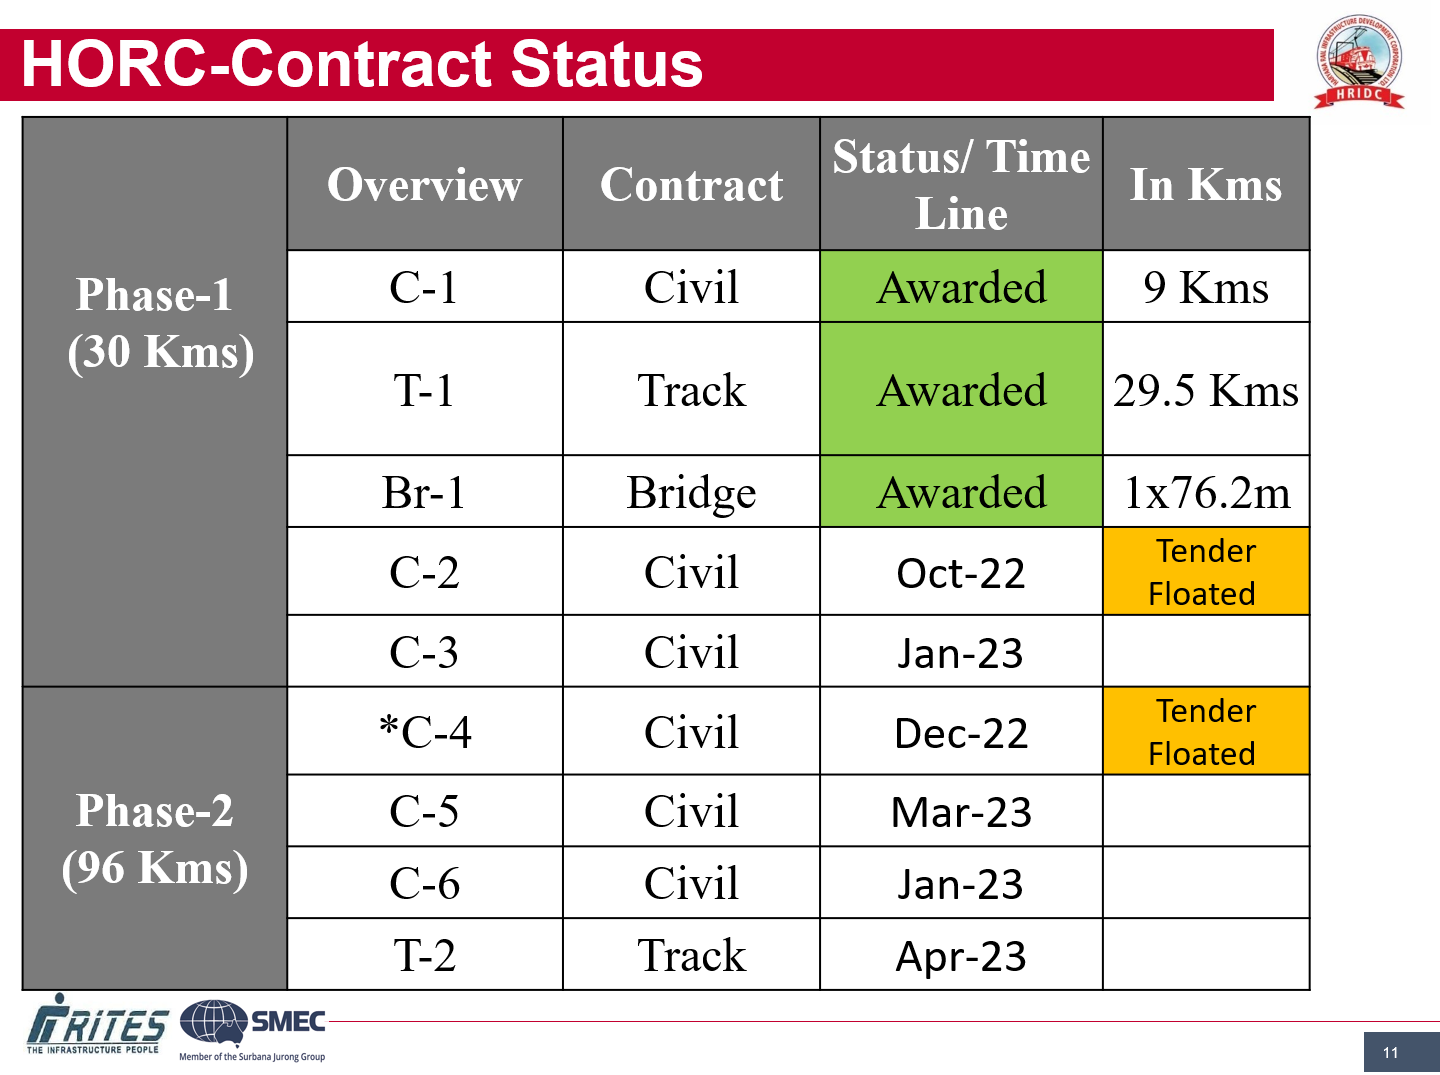 HORC-Contract Status
HARYANA RAIL INFRASTRUCTURE DEVELOPMENT CORPORATION LTD
HRIDC
Overview
Contract
Status/ Time
Line
In Kms
Phase-1
(30 Kms)
C-1 Civil Awarded 9 Kms
T-1 Track Awarded 29.5 Kms
Br-1 Bridge Awarded 1x76.2m
C-2 Civil Oct-22 Tender
Floated
C-3 Civil Jan-23
Phase-2
(96 Kms)
*C-4 Civil Dec-22 Tender
Floated
C-5 Civil Mar-23
C-6 Civil Jan-23
T-2 Track Apr-23
RITES
THE INFRASTRUCTURE PEOPLE
SMEC
Member of the Surbana Jurong Group
11